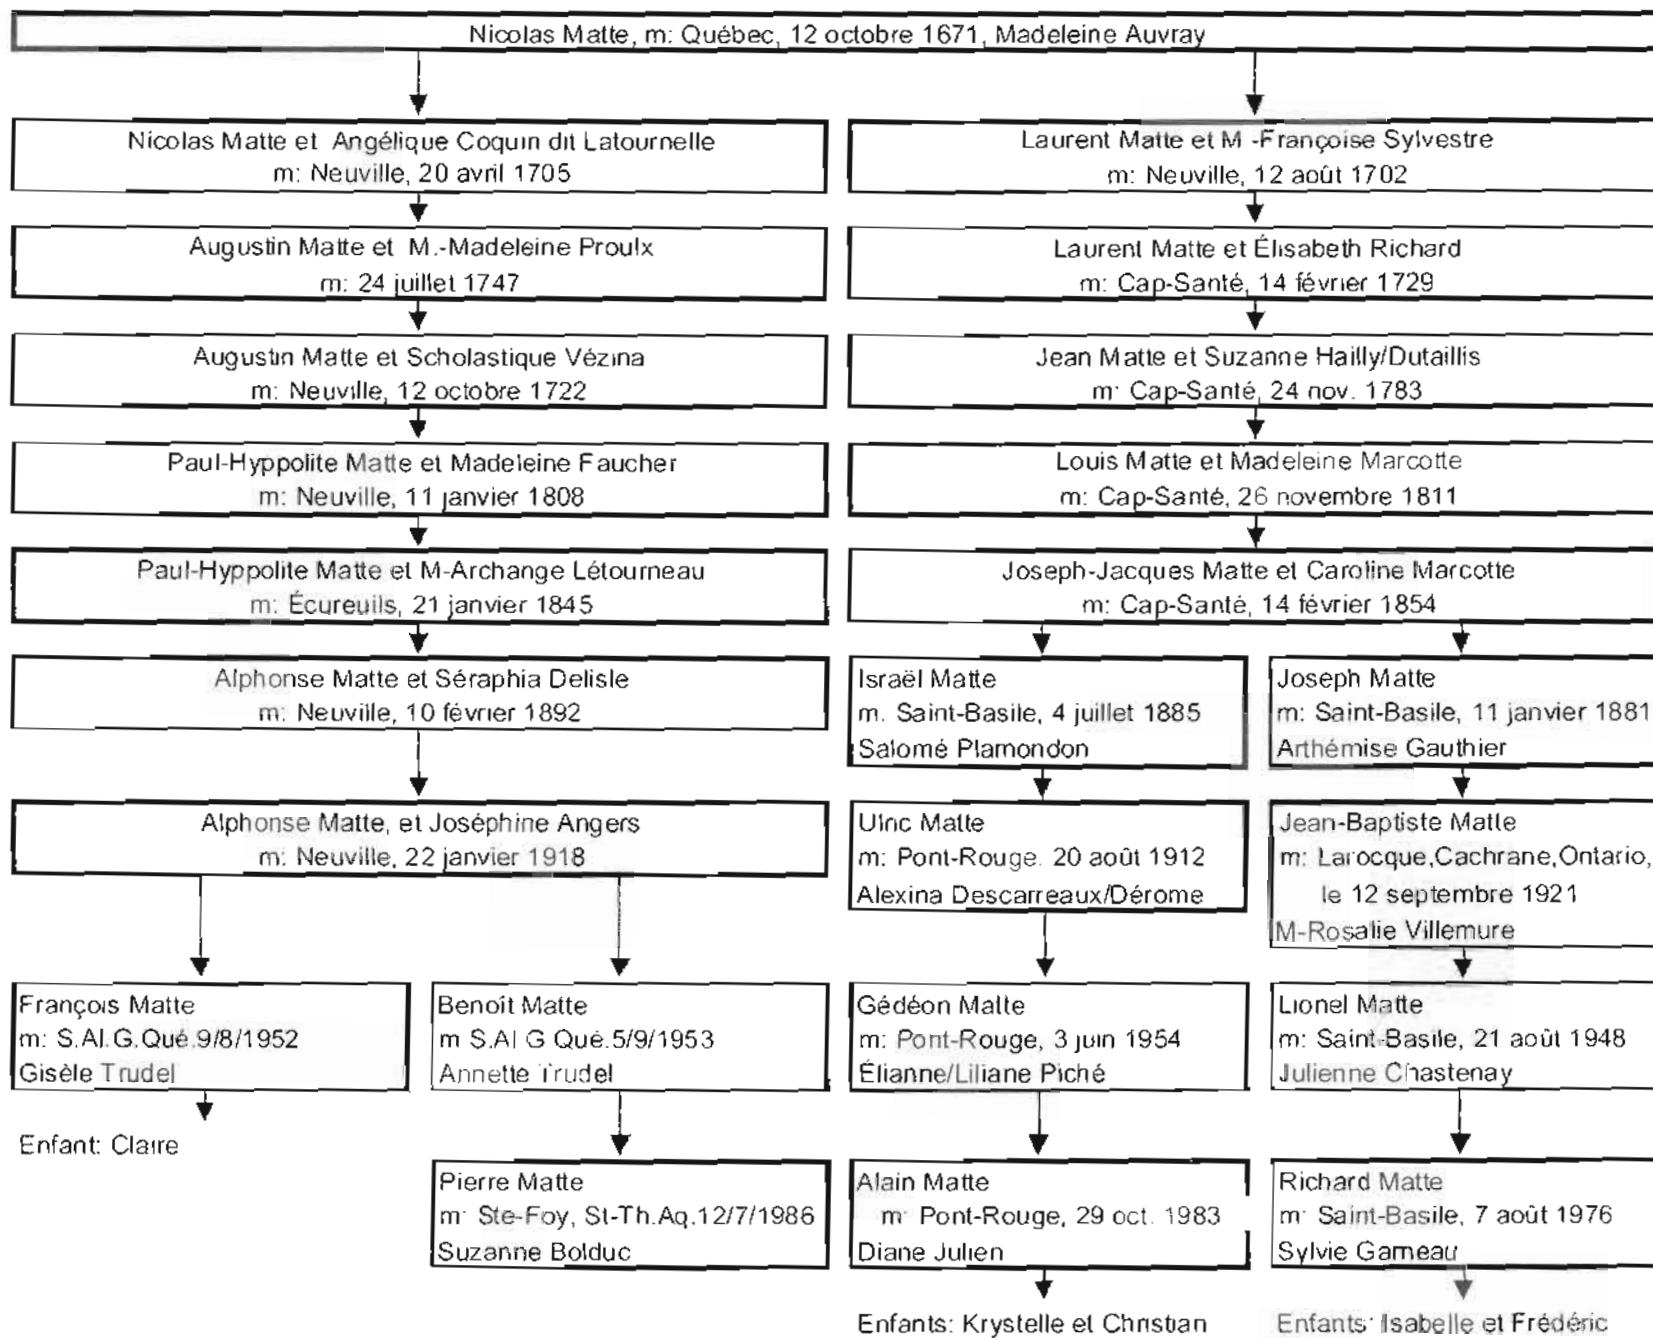 Nicolas Matte, m: Québec, 12 octobre 1671, Madeleine Auvray
Nicolas Matte et Angélique Coquin dit Latournelle
m: Neuville, 20 avril 1705
Laurent Matte et M.-Françoise Sylvestre
m: Neuville, 12 août 1702
Augustin Matte et M.-Madeleine Proulx
m: 24 juillet 1747
Laurent Matte et Élisabeth Richard
m: Cap-Santé, 14 février 1729
Augustin Matte et Scholastique Vézina
m: Neuville, 12 octobre 1722
Jean Matte et Suzanne Hailly/Dutaillis
m: Cap-Santé, 24 nov. 1783
Paul-Hyppolite Matte et Madeleine Faucher
m: Neuville, 11 janvier 1808
Louis Matte et Madeleine Marcotte
m: Cap-Santé, 26 novembre 1811
Paul-Hyppolite Matte et M-Archange Létourneau
m: Écureuils, 21 janvier 1845
Joseph-Jacques Matte et Caroline Marcotte
m: Cap-Santé, 14 février 1854
Alphonse Matte et Séraphia Delisle
m: Neuville, 10 février 1892
Israël Matte
m. Saint-Basile, 4 juillet 1885
Salomé Plamondon
Joseph Matte
m: Saint-Basile, 11 janvier 1881
Arthémise Gauthier
Alphonse Matte, et Joséphine Angers
m: Neuville, 22 janvier 1918
Ulric Matte
m: Pont-Rouge. 20 août 1912
Alexina Descarreaux/Dérome
Jean-Baptiste Matte
m: Larocque,Cachrane,Ontario,
le 12 septembre 1921
M-Rosalie Villemure
François Matte
m: S.Al.G.Qué.9/8/1952
Gisèle Trudel
Benoît Matte
m S.Al G Qué.5/9/1953
Annette Trudel
Gédéon Matte
m: Pont-Rouge, 3 juin 1954
Élianne/Liliane Piché
Lionel Matte
m: Saint-Basile, 21 août 1948
Julienne Chastenay
Enfant: Claire
Pierre Matte
m: Ste-Foy, St-Th.Aq.12/7/1986
Suzanne Bolduc
Alain Matte
m: Pont-Rouge, 29 oct. 1983
Diane Julien
Richard Matte
m: Saint-Basile, 7 août 1976
Sylvie Garneau
Enfants: Krystelle et Christian
Enfants: Isabelle et Frédéric